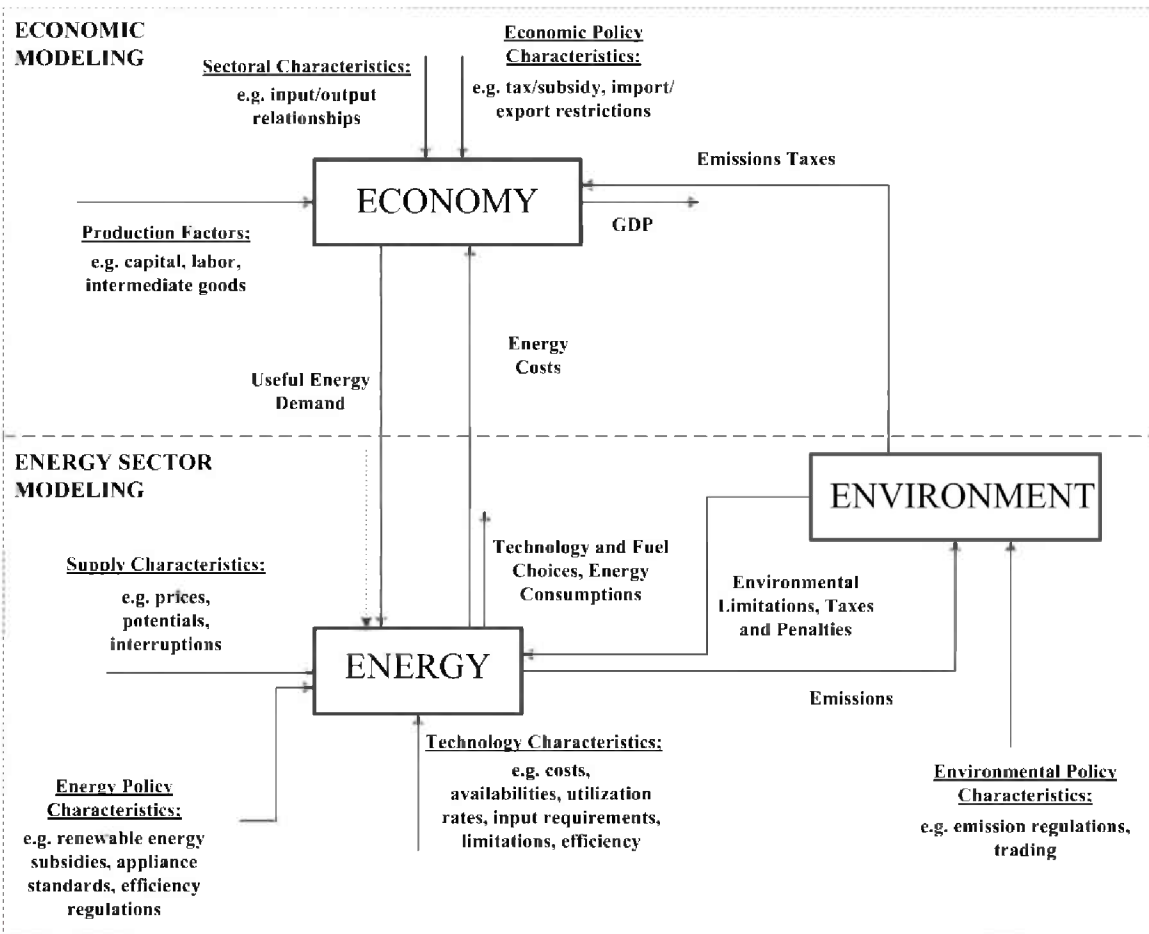 ECONOMIC
MODELING
Economic Policy
Characteristics:
e.g. tax/subsidy, import/
export restrictions
Sectoral Characteristics:
e.g. input/output
relationships
Emissions Taxes
ECONOMY
GDP
Production Factors:
e.g. capital, labor,
intermediate goods
Energy
Costs
Useful Energy
Demand
ENERGY SECTOR
MODELING
ENVIRONMENT
Technology and Fuel
Choices, Energy
Consumptions
Environmental
Limitations, Taxes
and Penalties
Supply Characteristics:
e.g. prices,
potentials,
interruptions
ENERGY
Emissions
Technology Characteristics:
e.g. costs,
availabilities, utilization
rates, input requirements,
limitations, efficiency
Energy Policy
Characteristics:
e.g. renewable energy
subsidies, appliance
standards, efficiency
regulations
Environmental Policy
Characteristics:
e.g. emission regulations,
trading